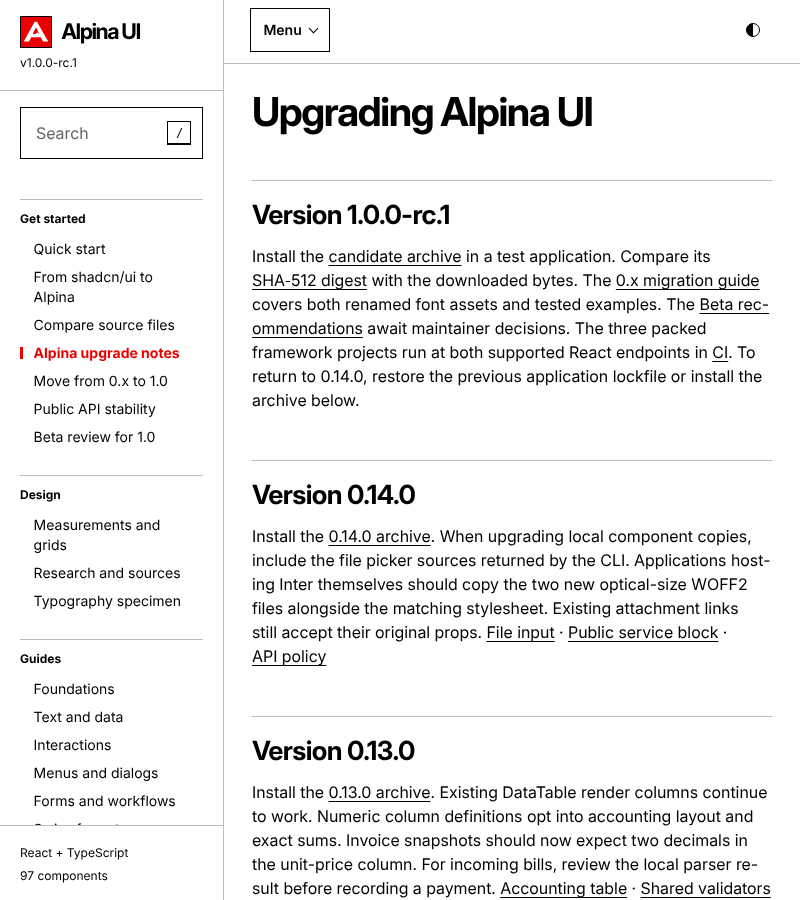 Alpina UI
v1.0.0-rc.1
Search
/
Get started
Quick start
From shadcn/ui to
Alpina
Compare source files
Alpina upgrade notes
Move from 0.x to 1.0
Public API stability
Beta review for 1.0
Design
Measurements and
grids
Research and sources
Typography specimen
Guides
Foundations
Text and data
Interactions
Menus and dialogs
Forms and workflows
React + TypeScript
97 components
Menu
Upgrading Alpina UI
Version 1.0.0-rc.1
Install the candidate archive in a test application. Compare its
SHA-512 digest with the downloaded bytes. The 0.x migration guide
covers both renamed font assets and tested examples. The Beta rec-
ommendations await maintainer decisions. The three packed
framework projects run at both supported React endpoints in CI. To
return to 0.14.0, restore the previous application lockfile or install the
archive below.
Version 0.14.0
Install the 0.14.0 archive. When upgrading local component copies,
include the file picker sources returned by the CLI. Applications host-
ing Inter themselves should copy the two new optical-size WOFF2
files alongside the matching stylesheet. Existing attachment links
still accept their original props. File input · Public service block ·
API policy
Version 0.13.0
Install the 0.13.0 archive. Existing DataTable render columns continue
to work. Numeric column definitions opt into accounting layout and
exact sums. Invoice snapshots should now expect two decimals in
the unit-price column. For incoming bills, review the local parser re-
sult before recording a payment. Accounting table · Shared validators